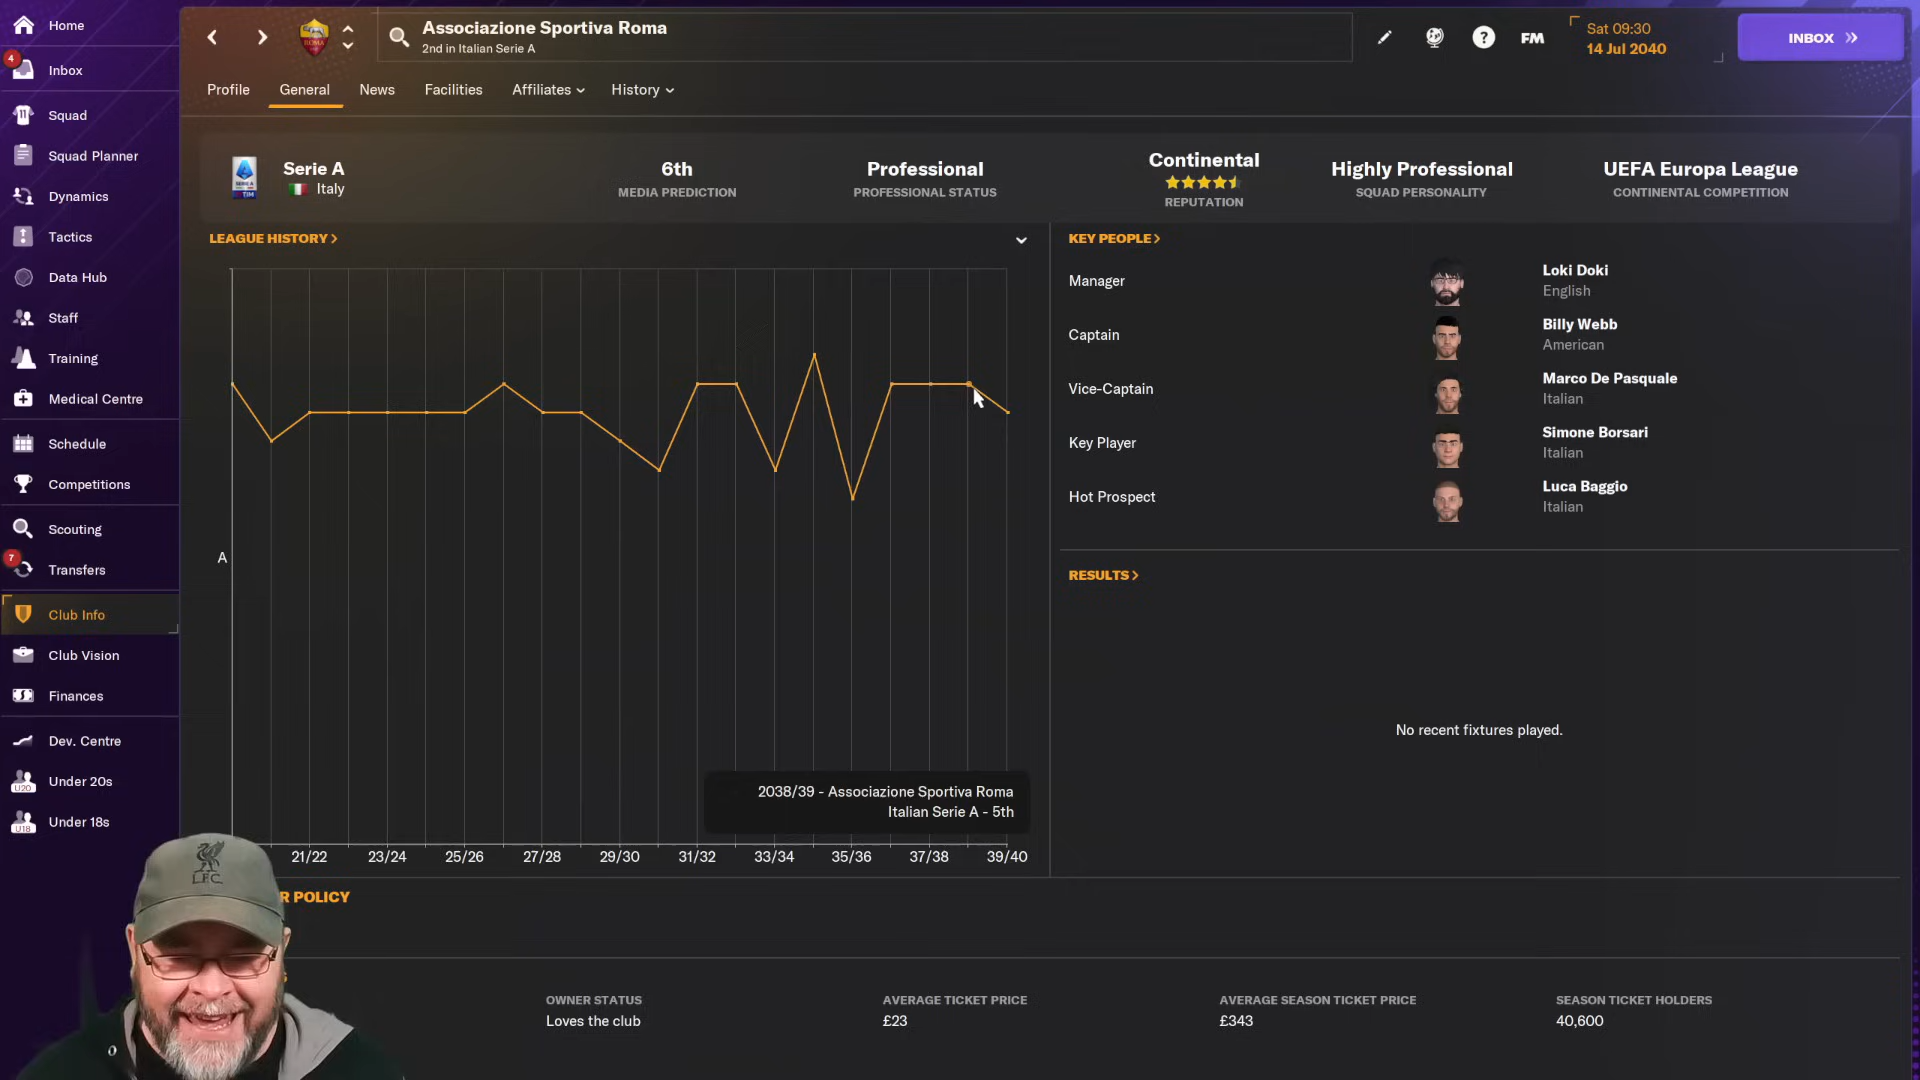 Home
4
Inbox
11
Squad
Squad Planner
Dynamics
Tactics
Data Hub
Staff
Training
Medical Centre
Schedule
Competitions
Scouting
7
Transfers
Club Info
Club Vision
Finances
Dev. Centre
U20
Under 20s
U18
Under 18s
ROMA
Associazione Sportiva Roma
2nd in Italian Serie A
?
FM
Sat 09:30
14 Jul 2040
INBOX
Profile
General
News
Facilities
Affiliates
History
TIM
Serie A
Italy
6th
MEDIA PREDICTION
Professional
PROFESSIONAL STATUS
Continental
REPUTATION
Highly Professional
SQUAD PERSONALITY
UEFA Europa League
CONTINENTAL COMPETITION
LEAGUE HISTORY >
A
2038/39 - Associazione Sportiva Roma
Italian Serie A - 5th
21/22 23/24 25/26 27/28 29/30 31/32 33/34 35/36 37/38 39/40
KEY PEOPLE >
Manager
Loki Doki
English
Captain
Billy Webb
American
Vice-Captain
Marco De Pasquale
Italian
Key Player
Simone Borsari
Italian
Hot Prospect
Luca Baggio
Italian
RESULTS >
No recent fixtures played.
R POLICY
OWNER STATUS
Loves the club
AVERAGE TICKET PRICE
£23
AVERAGE SEASON TICKET PRICE
£343
SEASON TICKET HOLDERS
40,600
L.F.C.